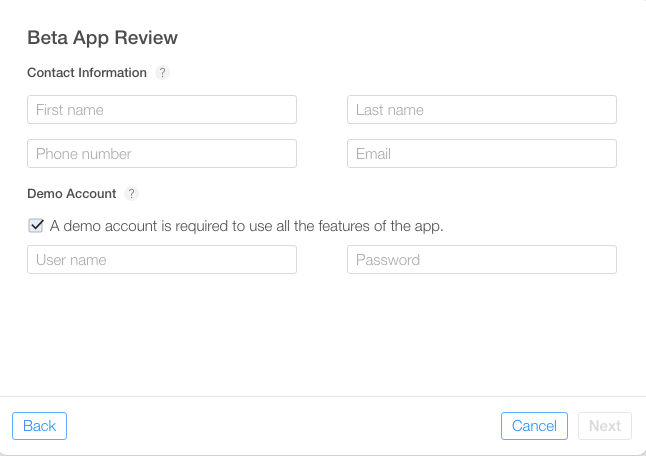 Beta App Review
Contact Information ?
First name Last name
Phone number Email
Demo Account ?
A demo account is required to use all the features of the app.
User name Password
Back Cancel Next